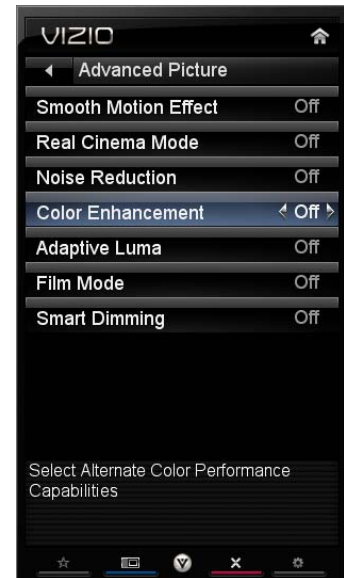 VIZIO
Advanced Picture
Smooth Motion Effect Off
Real Cinema Mode Off
Noise Reduction Off
Color Enhancement Off
Adaptive Luma Off
Film Mode Off
Smart Dimming Off
Select Alternate Color Performance
Capabilities
V